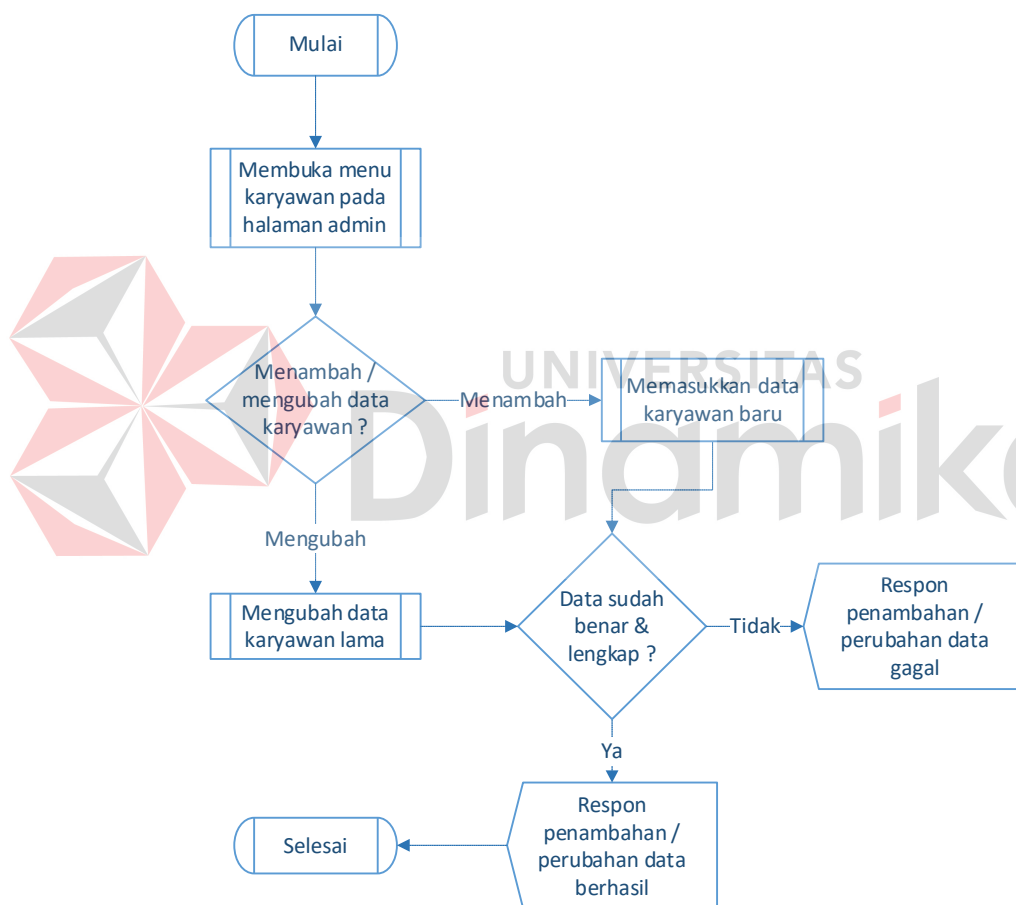 Mulai
Membuka menu
karyawan pada
halaman admin
Menambah /
mengubah data
karyawan ?
Menambah
UNIVERSITAS
Dinamika
Memasukkan data
karyawan baru
Mengubah
Mengubah data
karyawan lama
Data sudah
benar &
lengkap ?
Tidak
Respon
penambahan /
perubahan data
gagal
Ya
Respon
penambahan /
perubahan data
berhasil
Selesai